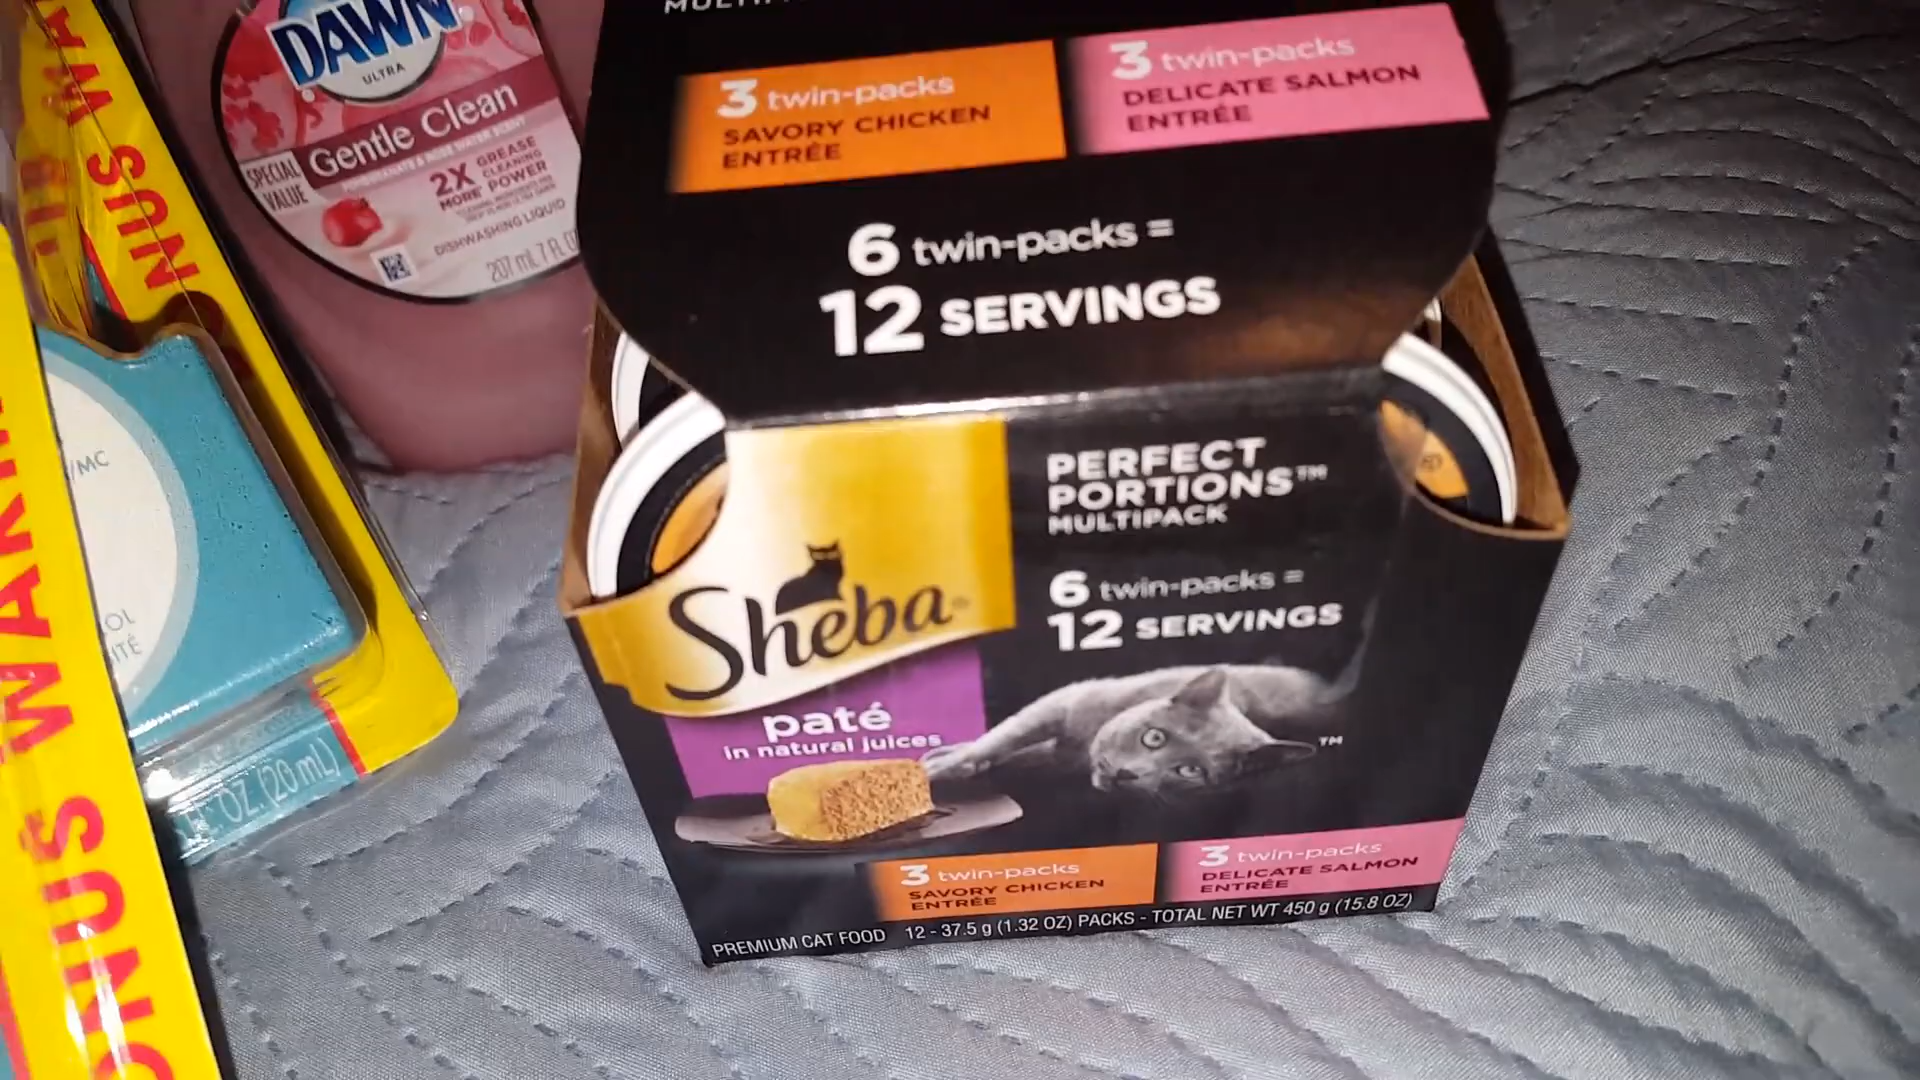 DAWN
ULTRA
Gentle Clean
SPECIAL
VALUE
2X GREASE
CLEANING
MORE POWER
DISHWASHING LIQUID
207 mL 7 FL
3 twin-packs
SAVORY CHICKEN
ENTRÉE
3 twin-packs
DELICATE SALMON
ENTRÉE
6 twin-packs =
12 SERVINGS
Sheba
PERFECT
PORTIONS™
MULTIPACK
6 twin-packs =
12 SERVINGS
paté
in natural juices
™
3 twin-packs
SAVORY CHICKEN
ENTRÉE
3 twin-packs
DELICATE SALMON
ENTRÉE
PREMIUM CAT FOOD 12 - 37.5 g (1.32 OZ) PACKS - TOTAL NET WT 450 g (15.8 OZ)
/MC
OZ. (20 mL)